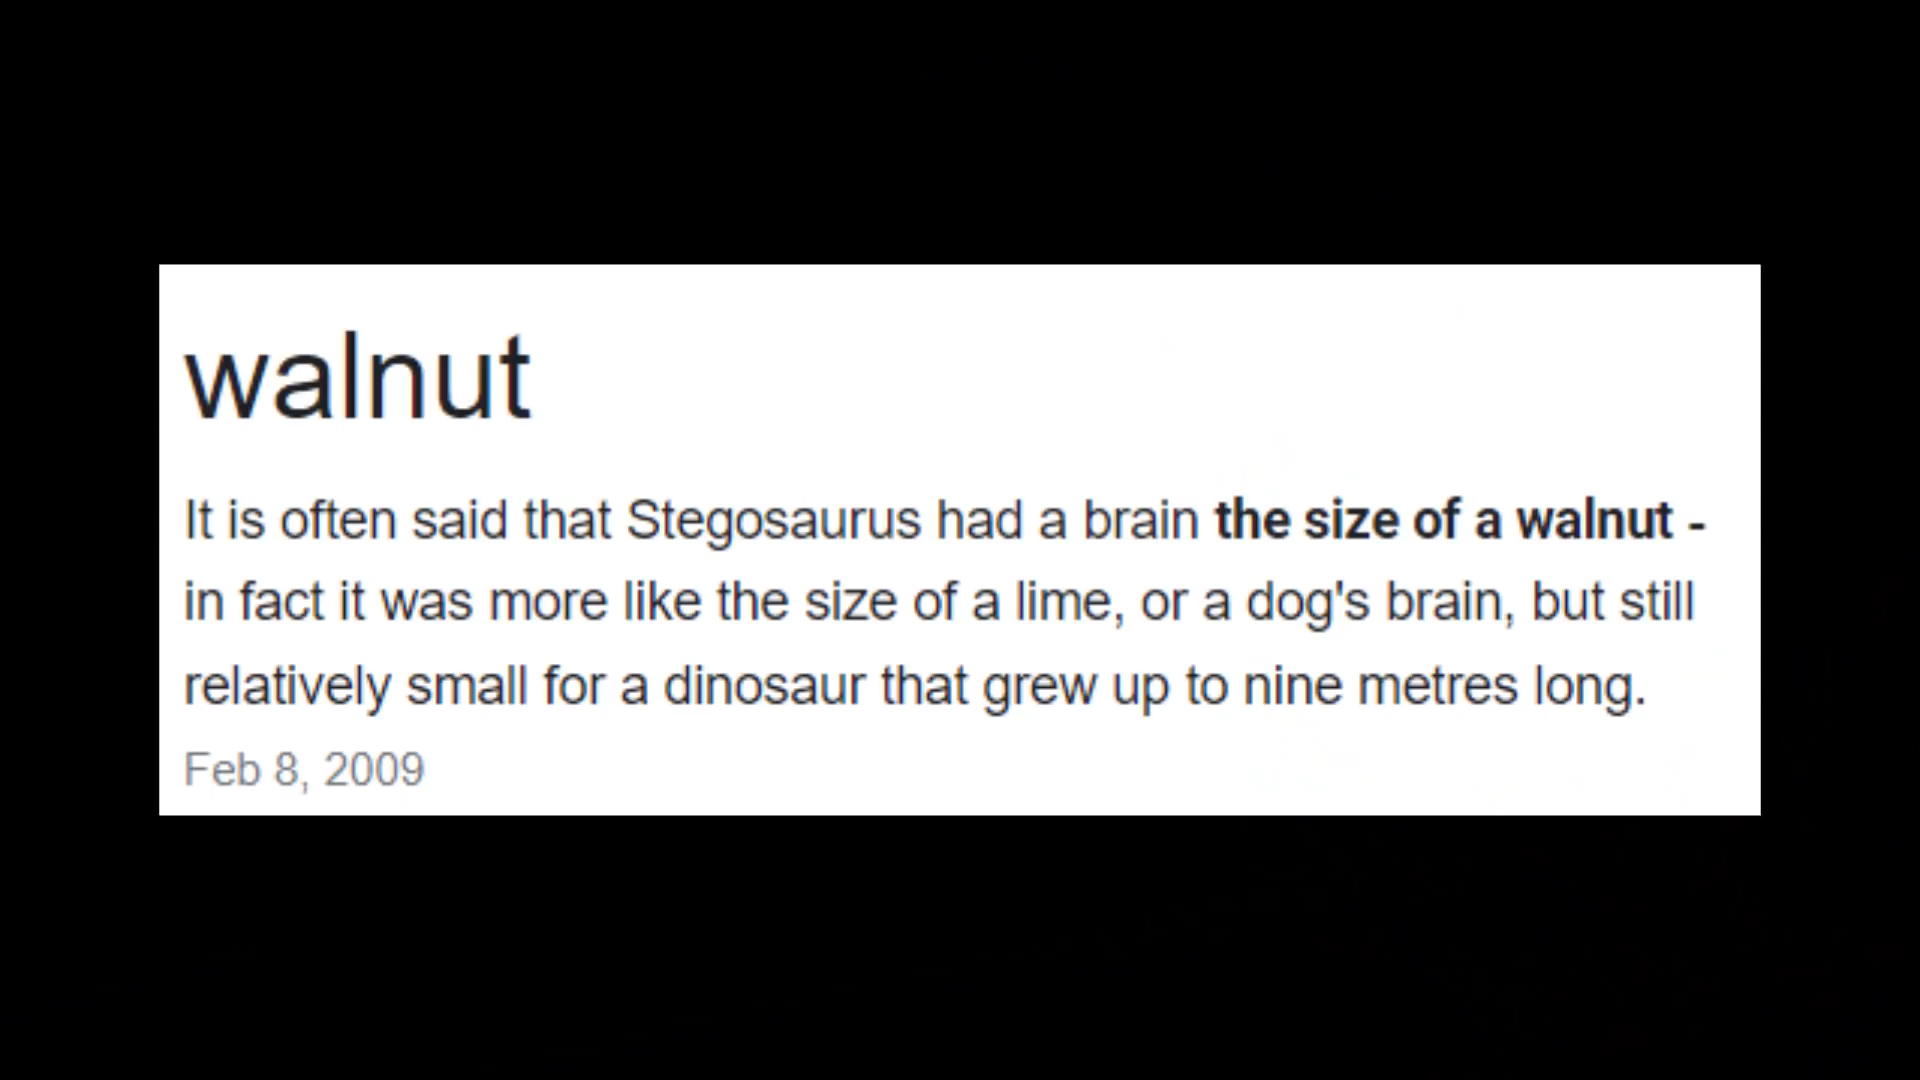 walnut
It is often said that Stegosaurus had a brain the size of a walnut -
in fact it was more like the size of a lime, or a dog's brain, but still
relatively small for a dinosaur that grew up to nine metres long.
Feb 8, 2009